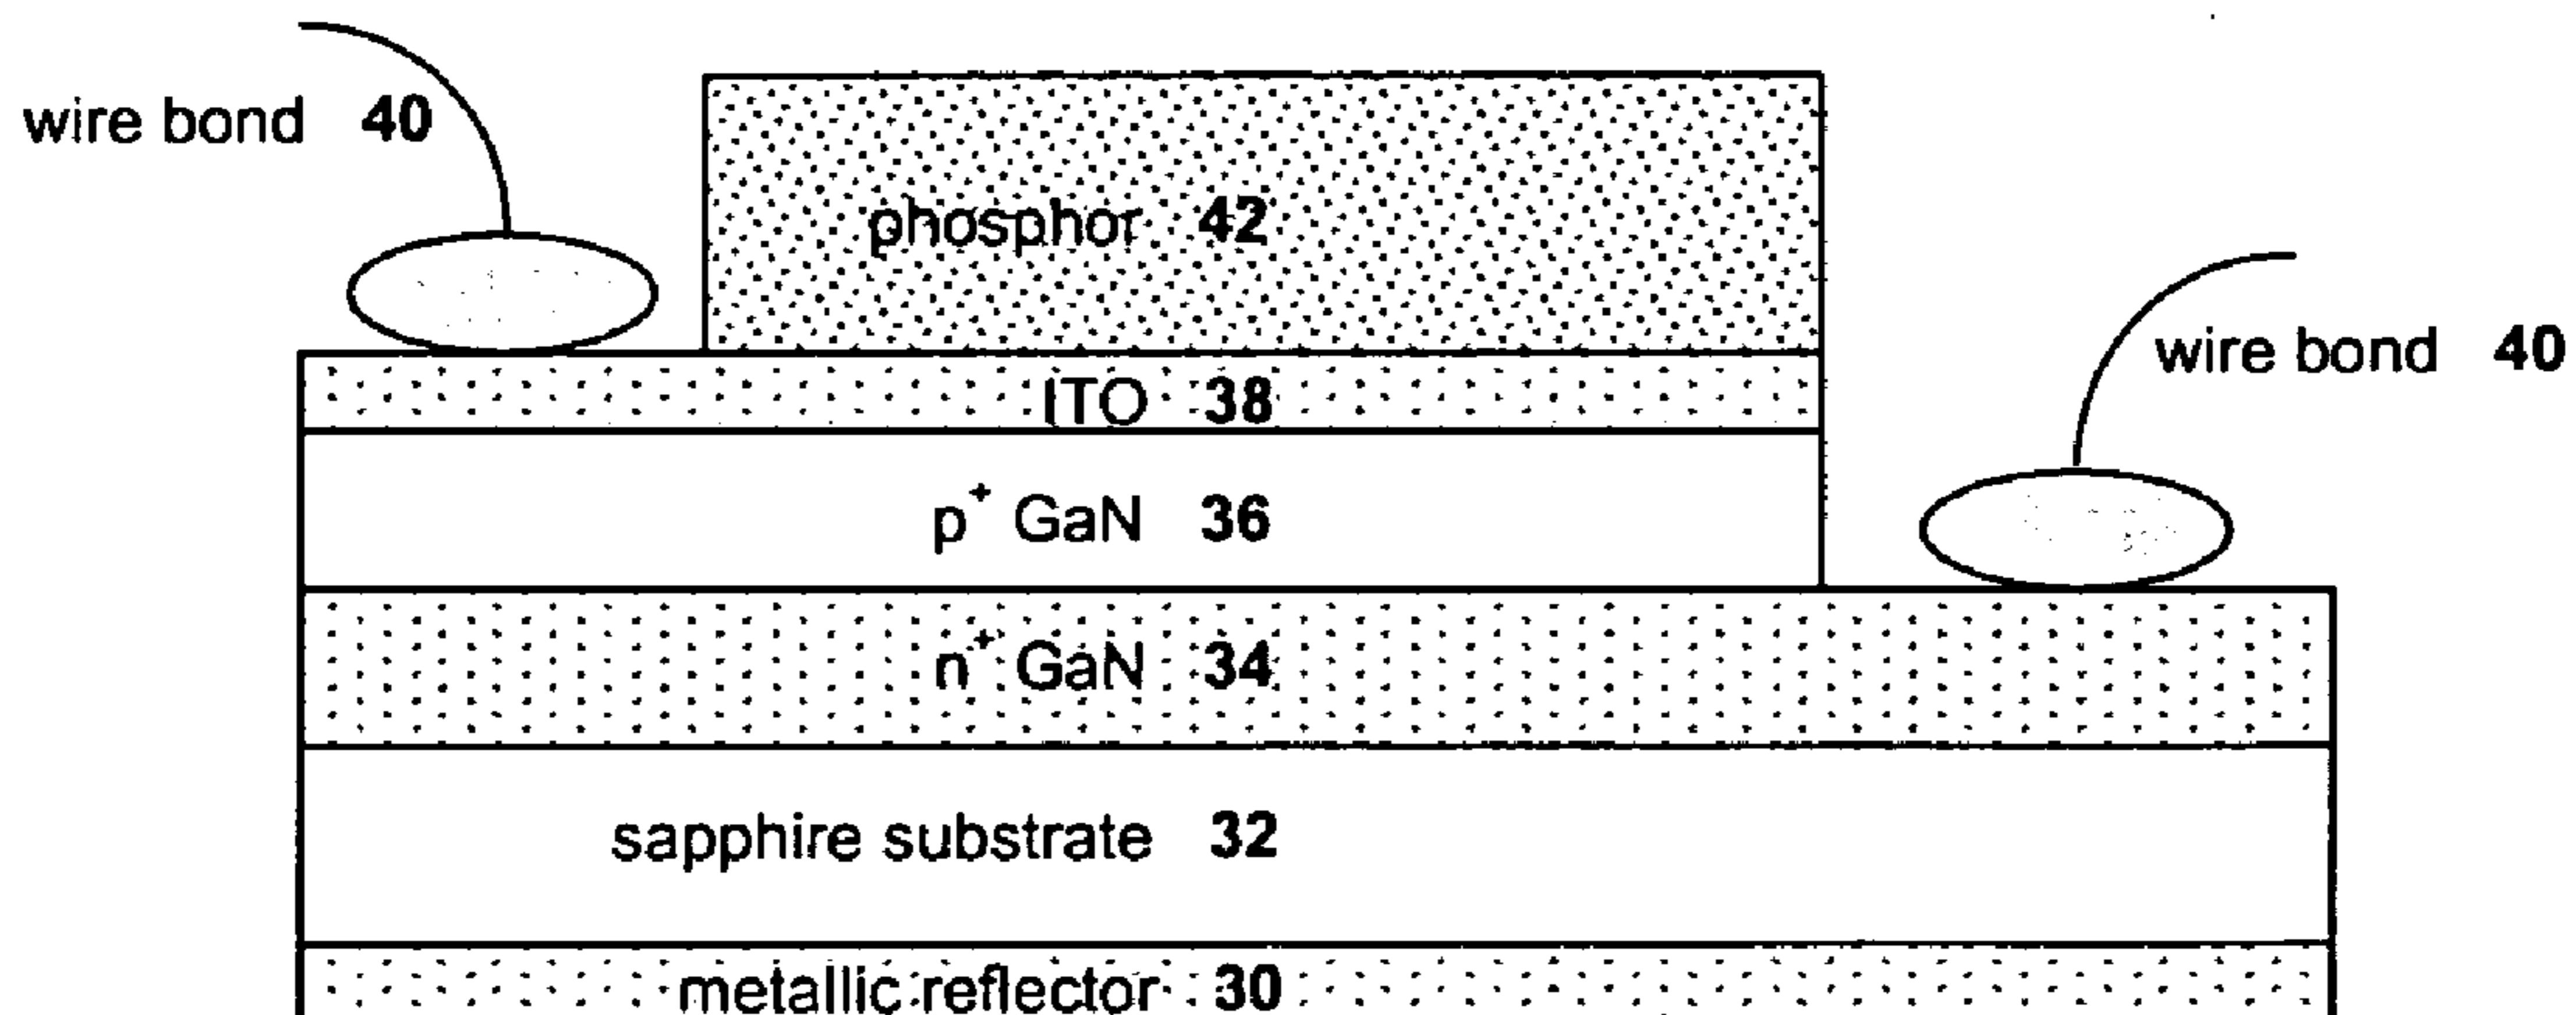 wire bond 40
phosphor 42
wire bond 40
ITO 38
p⁺ GaN 36
n⁺ GaN 34
sapphire substrate 32
metallic reflector 30